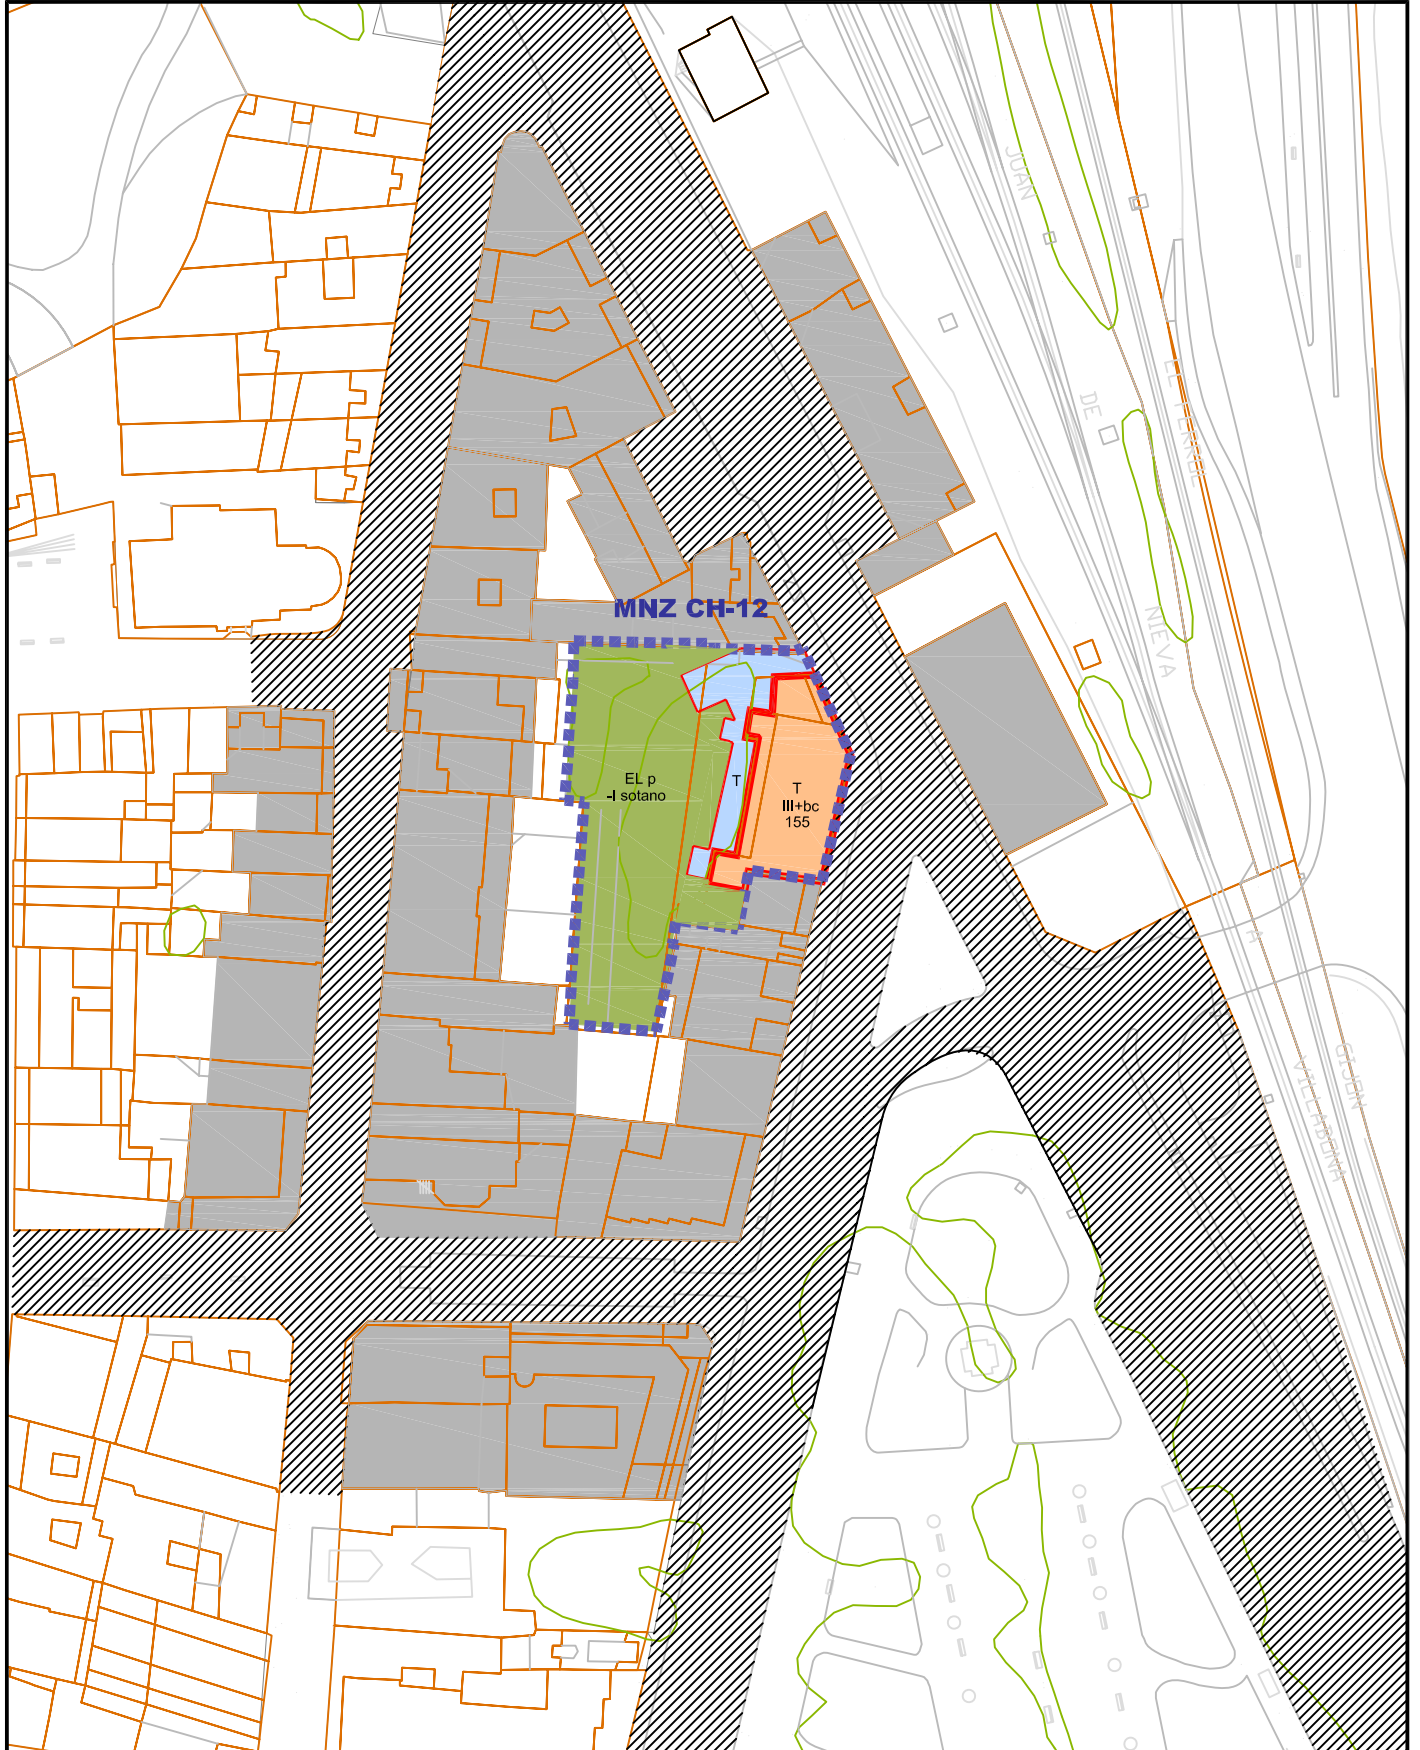 JUAN
EL FERROL
DE
NIEVA
MNZ CH-12
EL p
-I sotano
T
T
III+bc
155
A
GIJON
VILLABONA